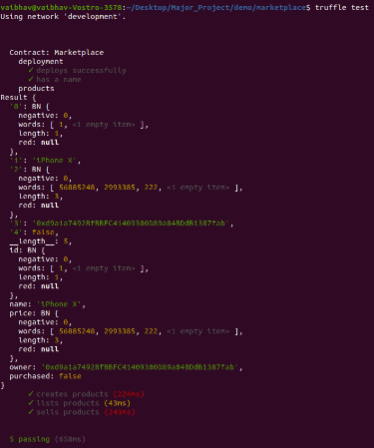 vaibhav@vaibhav-Vostro-3578:~/Desktop/Major_Project/demo/marketplace$ truffle test
Using network 'development'.
Contract: Marketplace
deployment
✓ deploys successfully
✓ has a name
products
Result {
'0': BN {
negative: 0,
words: [ 1, <1 empty item> ],
length: 1,
red: null
},
'1': 'iPhone X',
'2': BN {
negative: 0,
words: [ 56885248, 2993385, 222, <1 empty item> ],
length: 3,
red: null
},
'3':
'4': false,
__length__: 5,
id: BN {
negative: 0,
words: [ 1, <1 empty item> ],
length: 1,
red: null
},
name: 'iPhone X',
price: BN {
negative: 0,
words: [ 56885248, 2993385, 222, <1 empty item> ],
length: 3,
red: null
},
owner:
purchased: false
}
✓ creates products (224ms)
✓ lists products (43ms)
✓ sells products
5 passing (650ms)